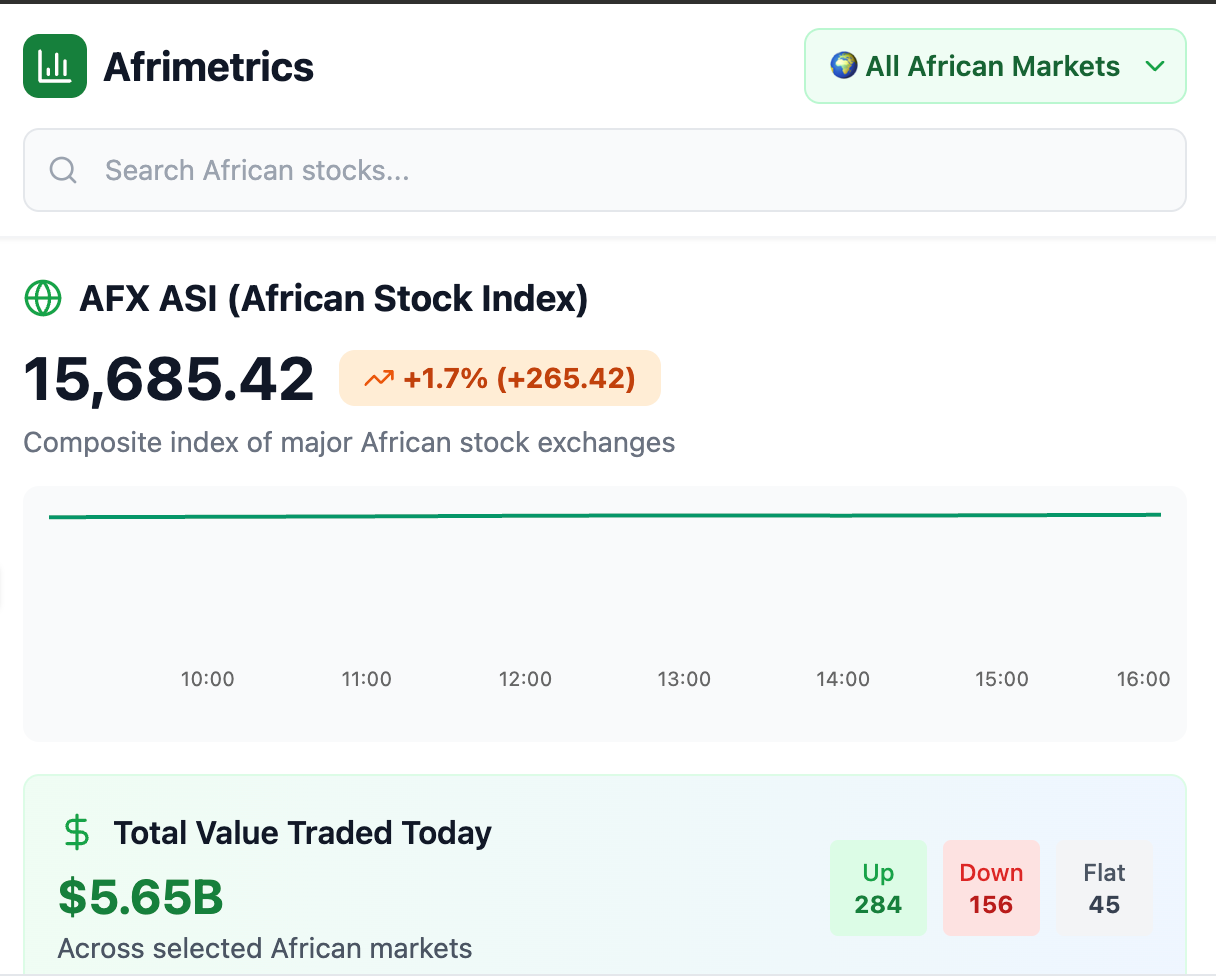 Afrimetrics
All African Markets
Search African stocks...
AFX ASI (African Stock Index)
15,685.42
+1.7% (+265.42)
Composite index of major African stock exchanges
10:00 11:00 12:00 13:00 14:00 15:00 16:00
Total Value Traded Today
$5.65B
Across selected African markets
Up
284
Down
156
Flat
45